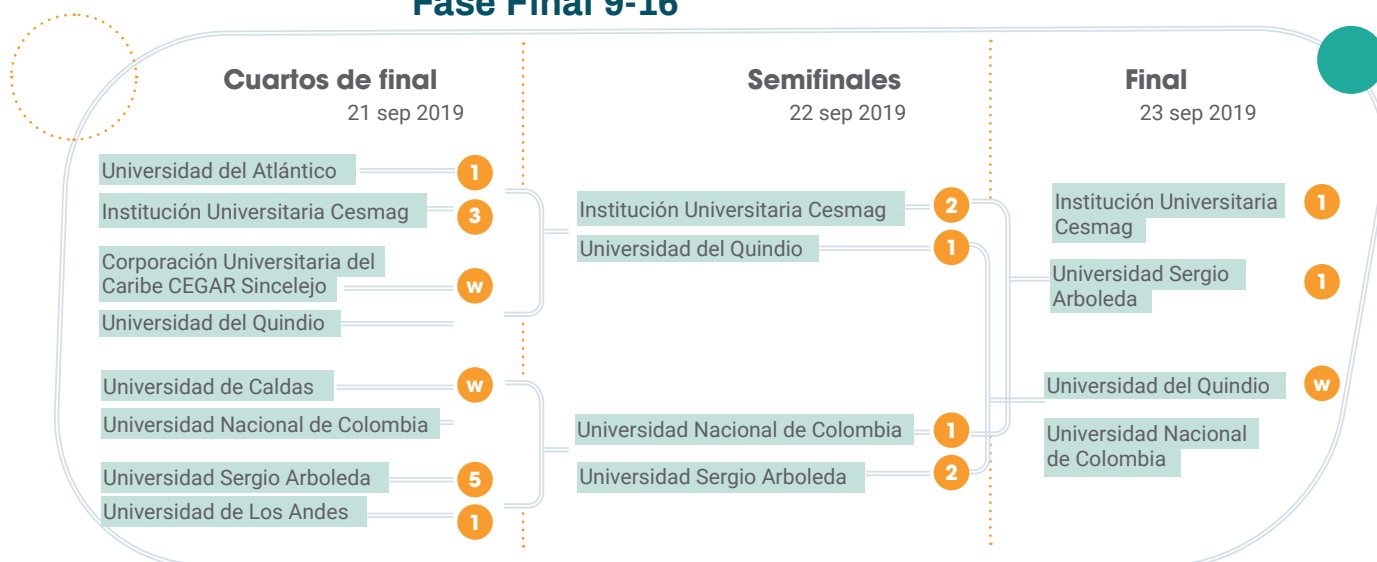 Fase Final 9-16
Cuartos de final
21 sep 2019
Universidad del Atlántico 1
Institución Universitaria Cesmag 3
Corporación Universitaria del
Caribe CEGAR Sincelejo w
Universidad del Quindio
Universidad de Caldas w
Universidad Nacional de Colombia
Universidad Sergio Arboleda 5
Universidad de Los Andes 1
Semifinales
22 sep 2019
Institución Universitaria Cesmag 2
Universidad del Quindio 1
Universidad Nacional de Colombia 1
Universidad Sergio Arboleda 2
Final
23 sep 2019
Institución Universitaria 1
Cesmag
Universidad Sergio 1
Arboleda
Universidad del Quindio w
Universidad Nacional
de Colombia